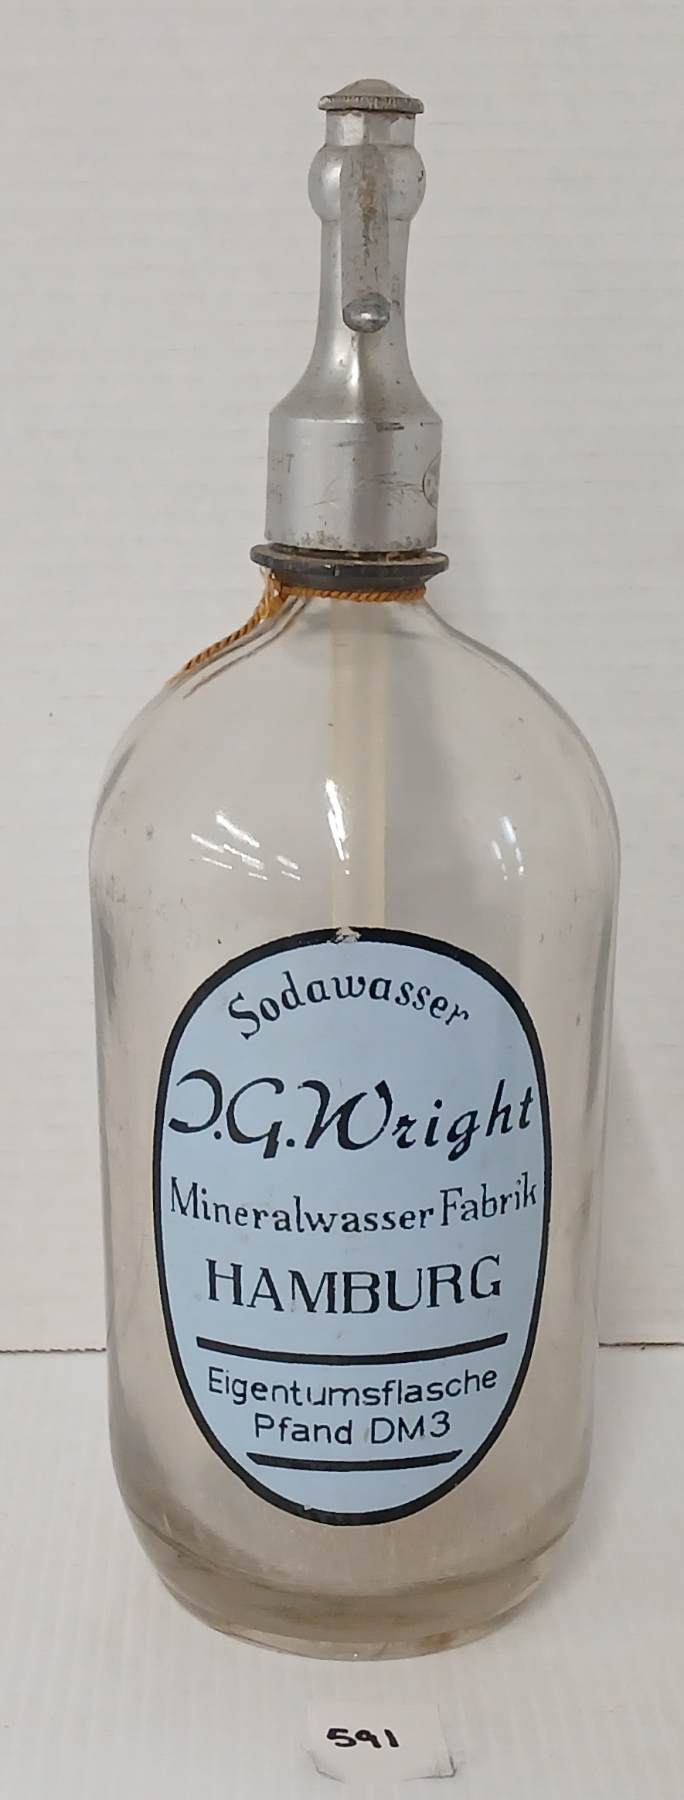 Sodawasser
J.G.Wright
Mineralwasser Fabrik
HAMBURG
Eigentumsflasche
Pfand DM3
591